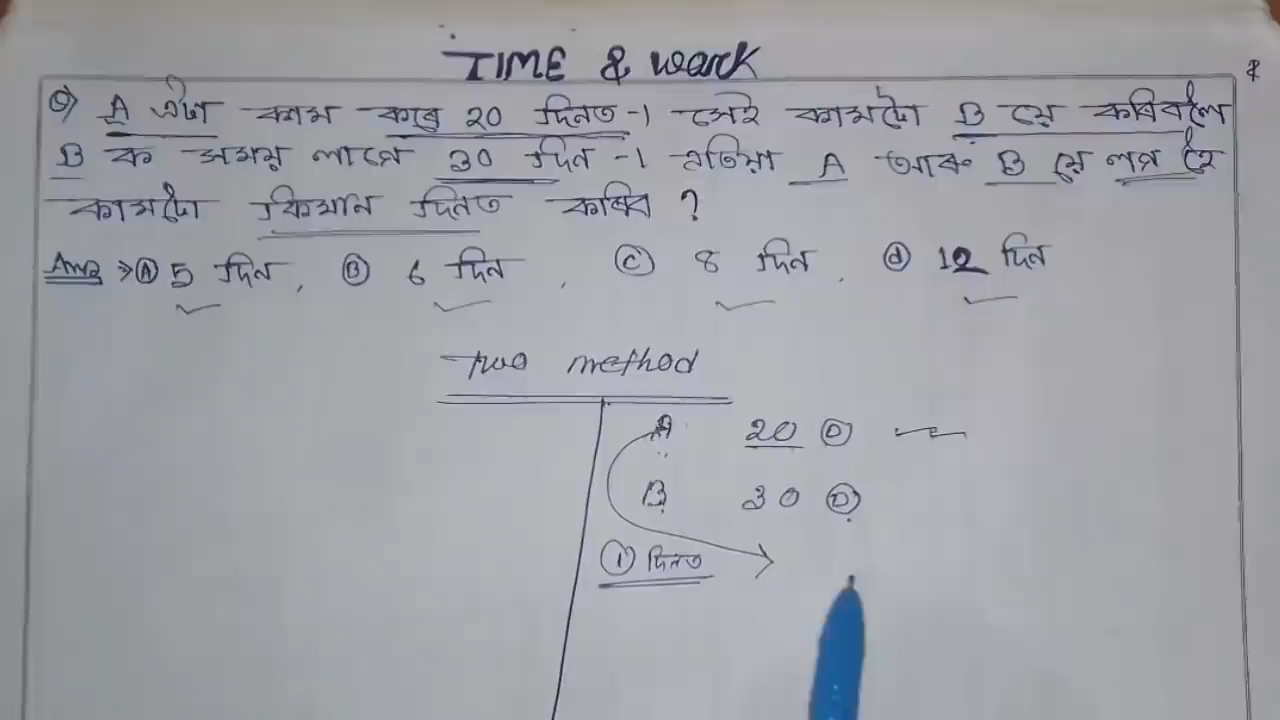 TIME & Warck
Q) A এটা কাম কৰে 20 দিনত -। সেই কামটো B য়ে কৰিবলৈ
B ক সময় লাগে 30 দিন -। এতিয়া A আৰু B য়ে লগ হৈ
কামটো কিমান দিনত কৰিব ?
Ans → (A) 5 দিন, (B) 6 দিন, (C) 8 দিন, (d) 12 দিন
two method
A 20 (D)
B 30 (D)
(1) দিনত